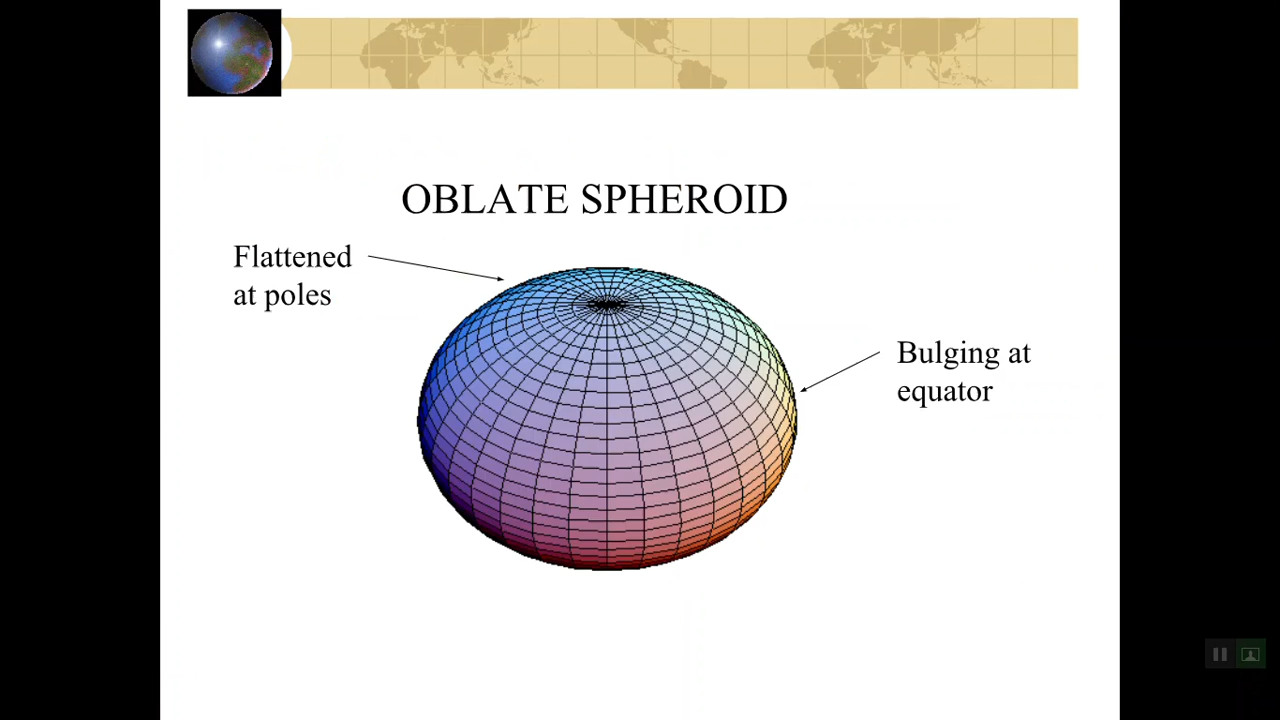 OBLATE SPHEROID
Flattened
at poles
Bulging at
equator